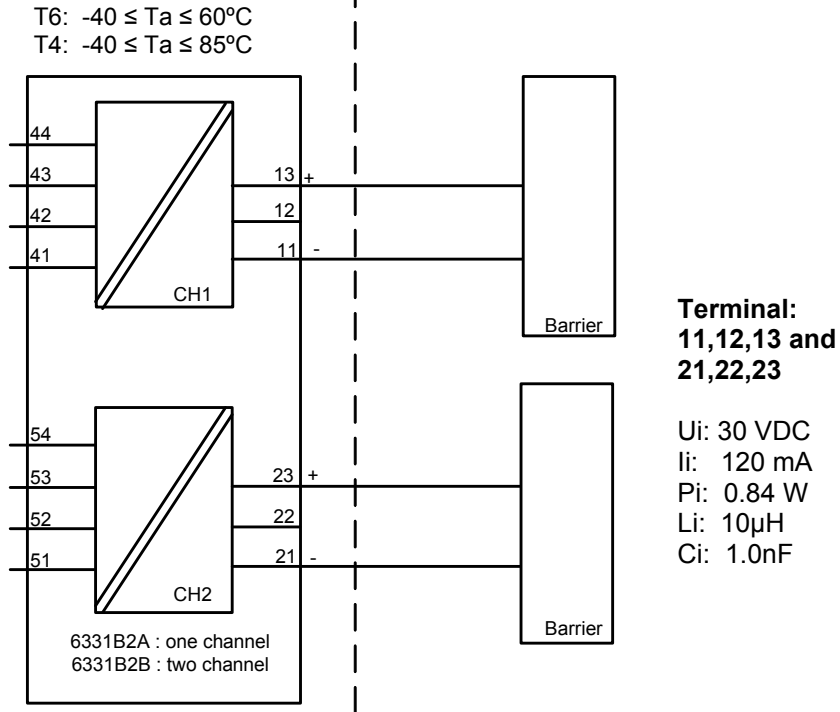 T6: -40 ≤ Ta ≤ 60ºC
T4: -40 ≤ Ta ≤ 85ºC
44
43
42
41
13 +
12
11 -
CH1
Barrier
54
53
52
51
23 +
22
21 -
CH2
Barrier
6331B2A : one channel
6331B2B : two channel
Terminal:
11,12,13 and
21,22,23
Ui: 30 VDC
Ii: 120 mA
Pi: 0.84 W
Li: 10µH
Ci: 1.0nF